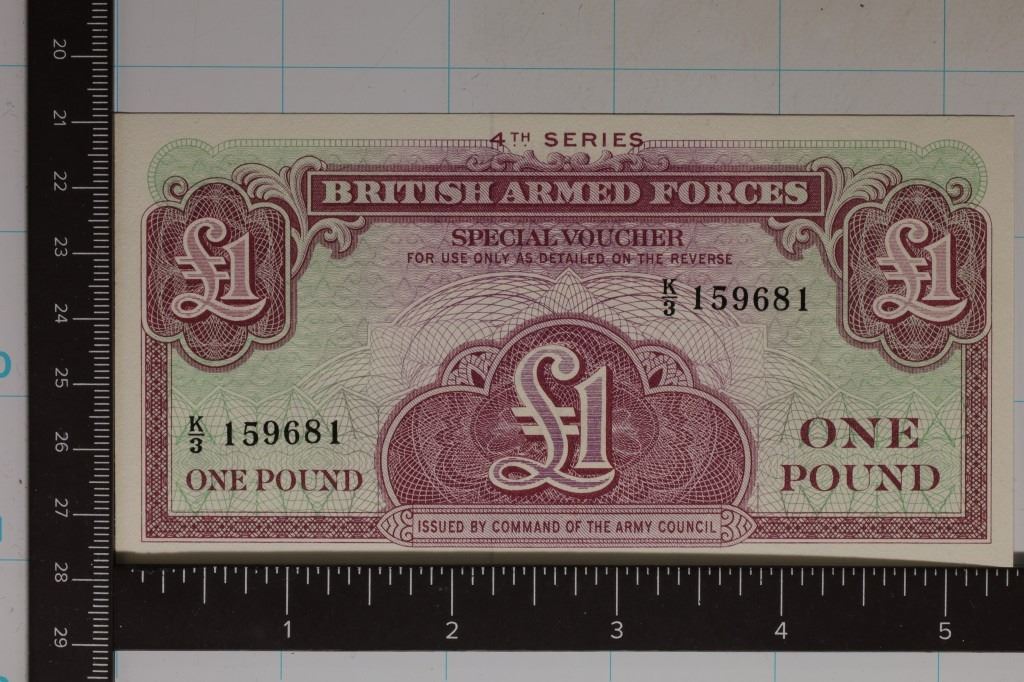 4TH SERIES
BRITISH ARMED FORCES
SPECIAL VOUCHER
FOR USE ONLY AS DETAILED ON THE REVERSE
£1
£1
K/3 159681
£1
K/3 159681
ONE POUND
ONE
POUND
ISSUED BY COMMAND OF THE ARMY COUNCIL
20
21
22
23
24
25
26
27
28
29
1 2 3 4 5